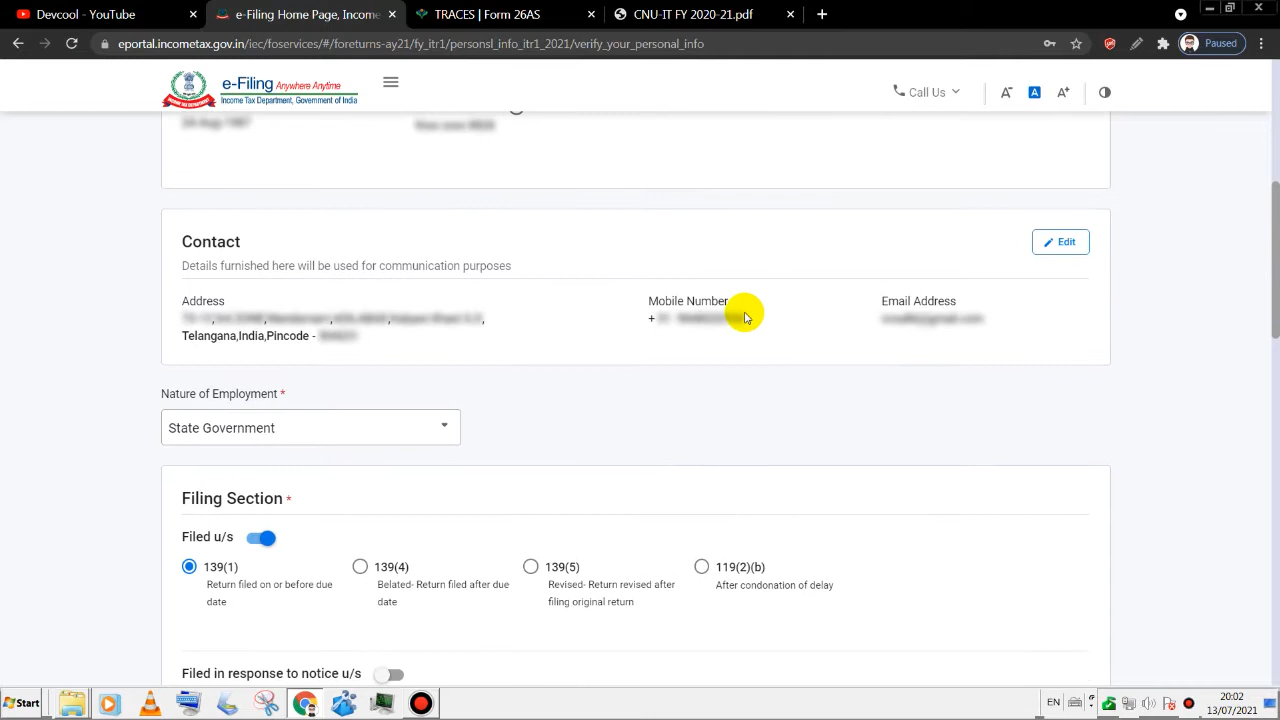 Devcool - YouTube
e-Filing Home Page, Income
TRACES | Form 26AS
CNU-IT FY 2020-21.pdf
eportal.incometax.gov.in/iec/foservices/#/foreturns-ay21/fy_itr1/personsl_info_itr1_2021/verify_your_personal_info
Paused
e-Filing Anywhere Anytime
Income Tax Department, Government of India
Call Us
A-
A
A+
Contact
Edit
Details furnished here will be used for communication purposes
Address
Mobile Number
Email Address
+
Telangana,India,Pincode -
Nature of Employment *
State Government
Filing Section *
Filed u/s
139(1)
Return filed on or before due
date
139(4)
Belated- Return filed after due
date
139(5)
Revised- Return revised after
filing original return
119(2)(b)
After condonation of delay
Filed in response to notice u/s
Start
EN
20:02
13/07/2021